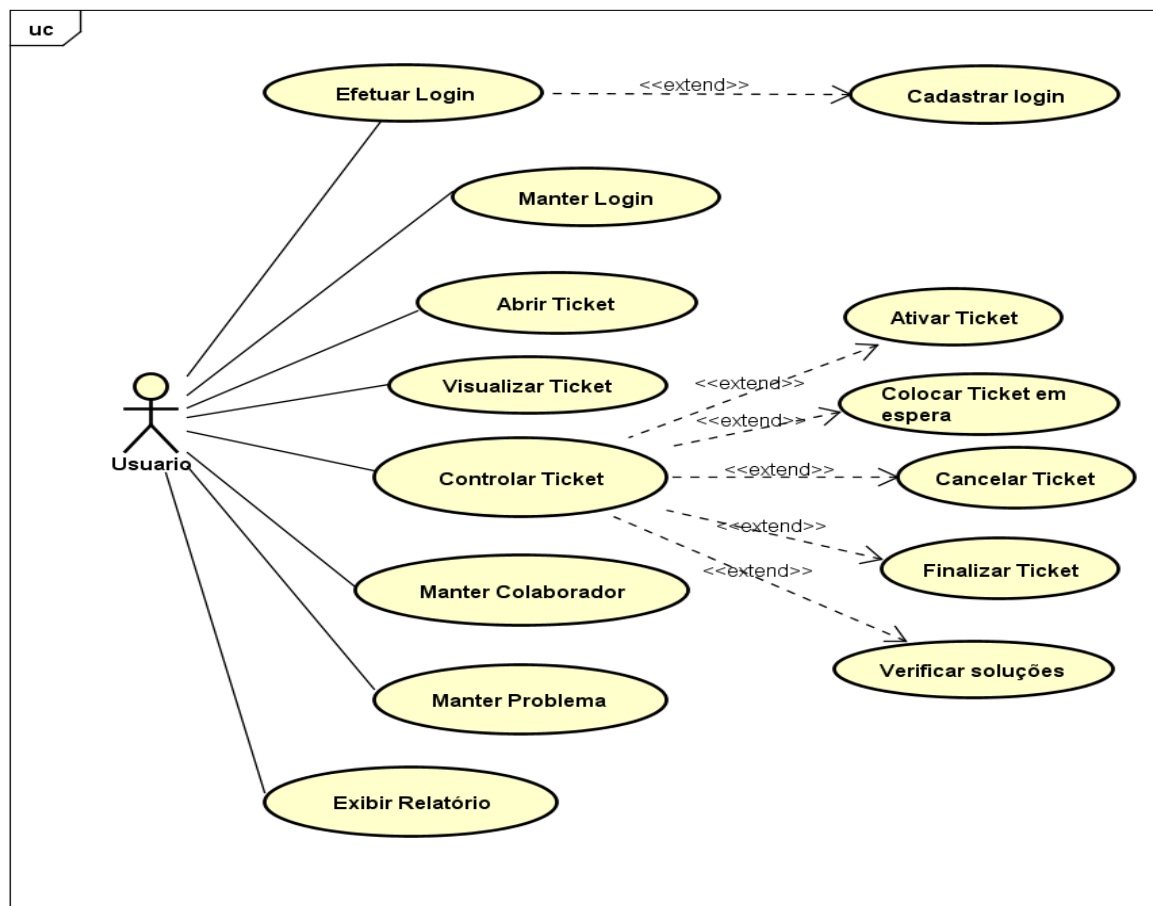 uc
Efetuar Login
<<extend>>
Cadastrar login
Manter Login
Abrir Ticket
Ativar Ticket
Visualizar Ticket
<<extend>>
Colocar Ticket em
espera
<<extend>>
Usuario
Controlar Ticket
<<extend>>
Cancelar Ticket
<<extend>>
Finalizar Ticket
<<extend>>
Manter Colaborador
Verificar soluções
Manter Problema
Exibir Relatório